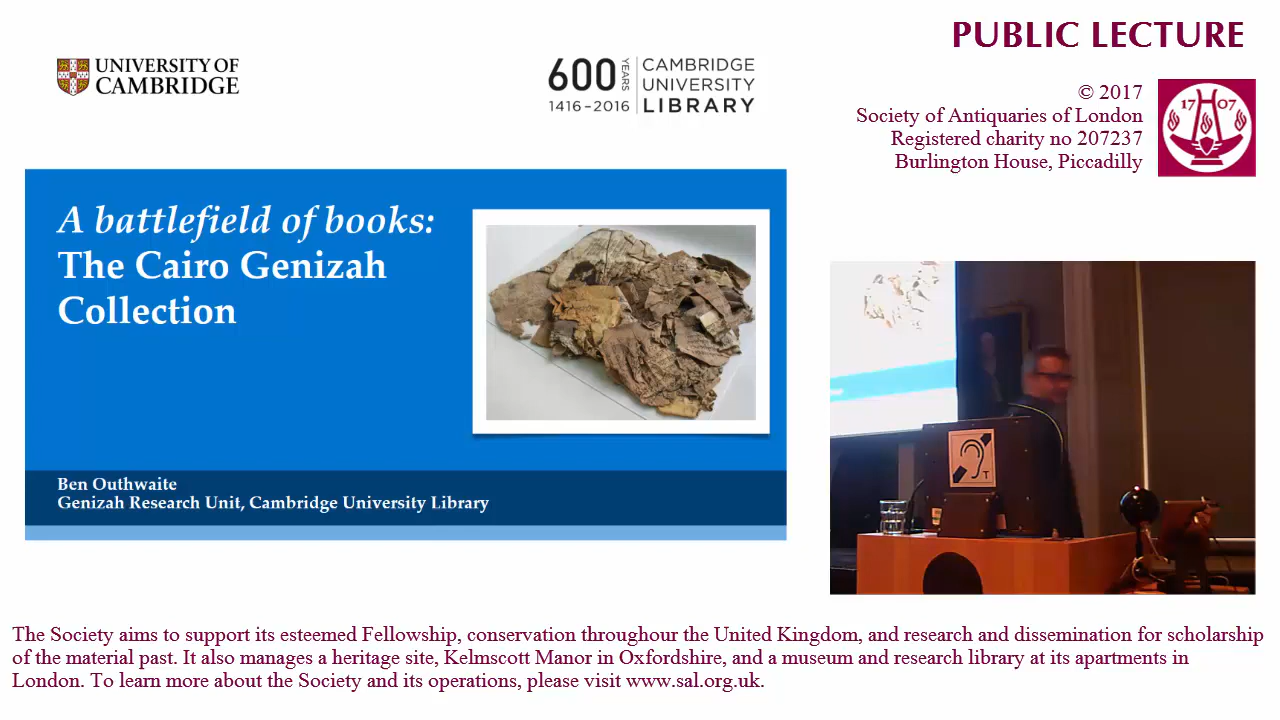 PUBLIC LECTURE
UNIVERSITY OF
CAMBRIDGE
600 YEARS
1416-2016
CAMBRIDGE
UNIVERSITY
LIBRARY
© 2017
Society of Antiquaries of London
Registered charity no 207237
Burlington House, Piccadilly
17 07
A battlefield of books:
The Cairo Genizah
Collection
Ben Outhwaite
Genizah Research Unit, Cambridge University Library
T
The Society aims to support its esteemed Fellowship, conservation throughour the United Kingdom, and research and dissemination for scholarship
of the material past. It also manages a heritage site, Kelmscott Manor in Oxfordshire, and a museum and research library at its apartments in
London. To learn more about the Society and its operations, please visit www.sal.org.uk.